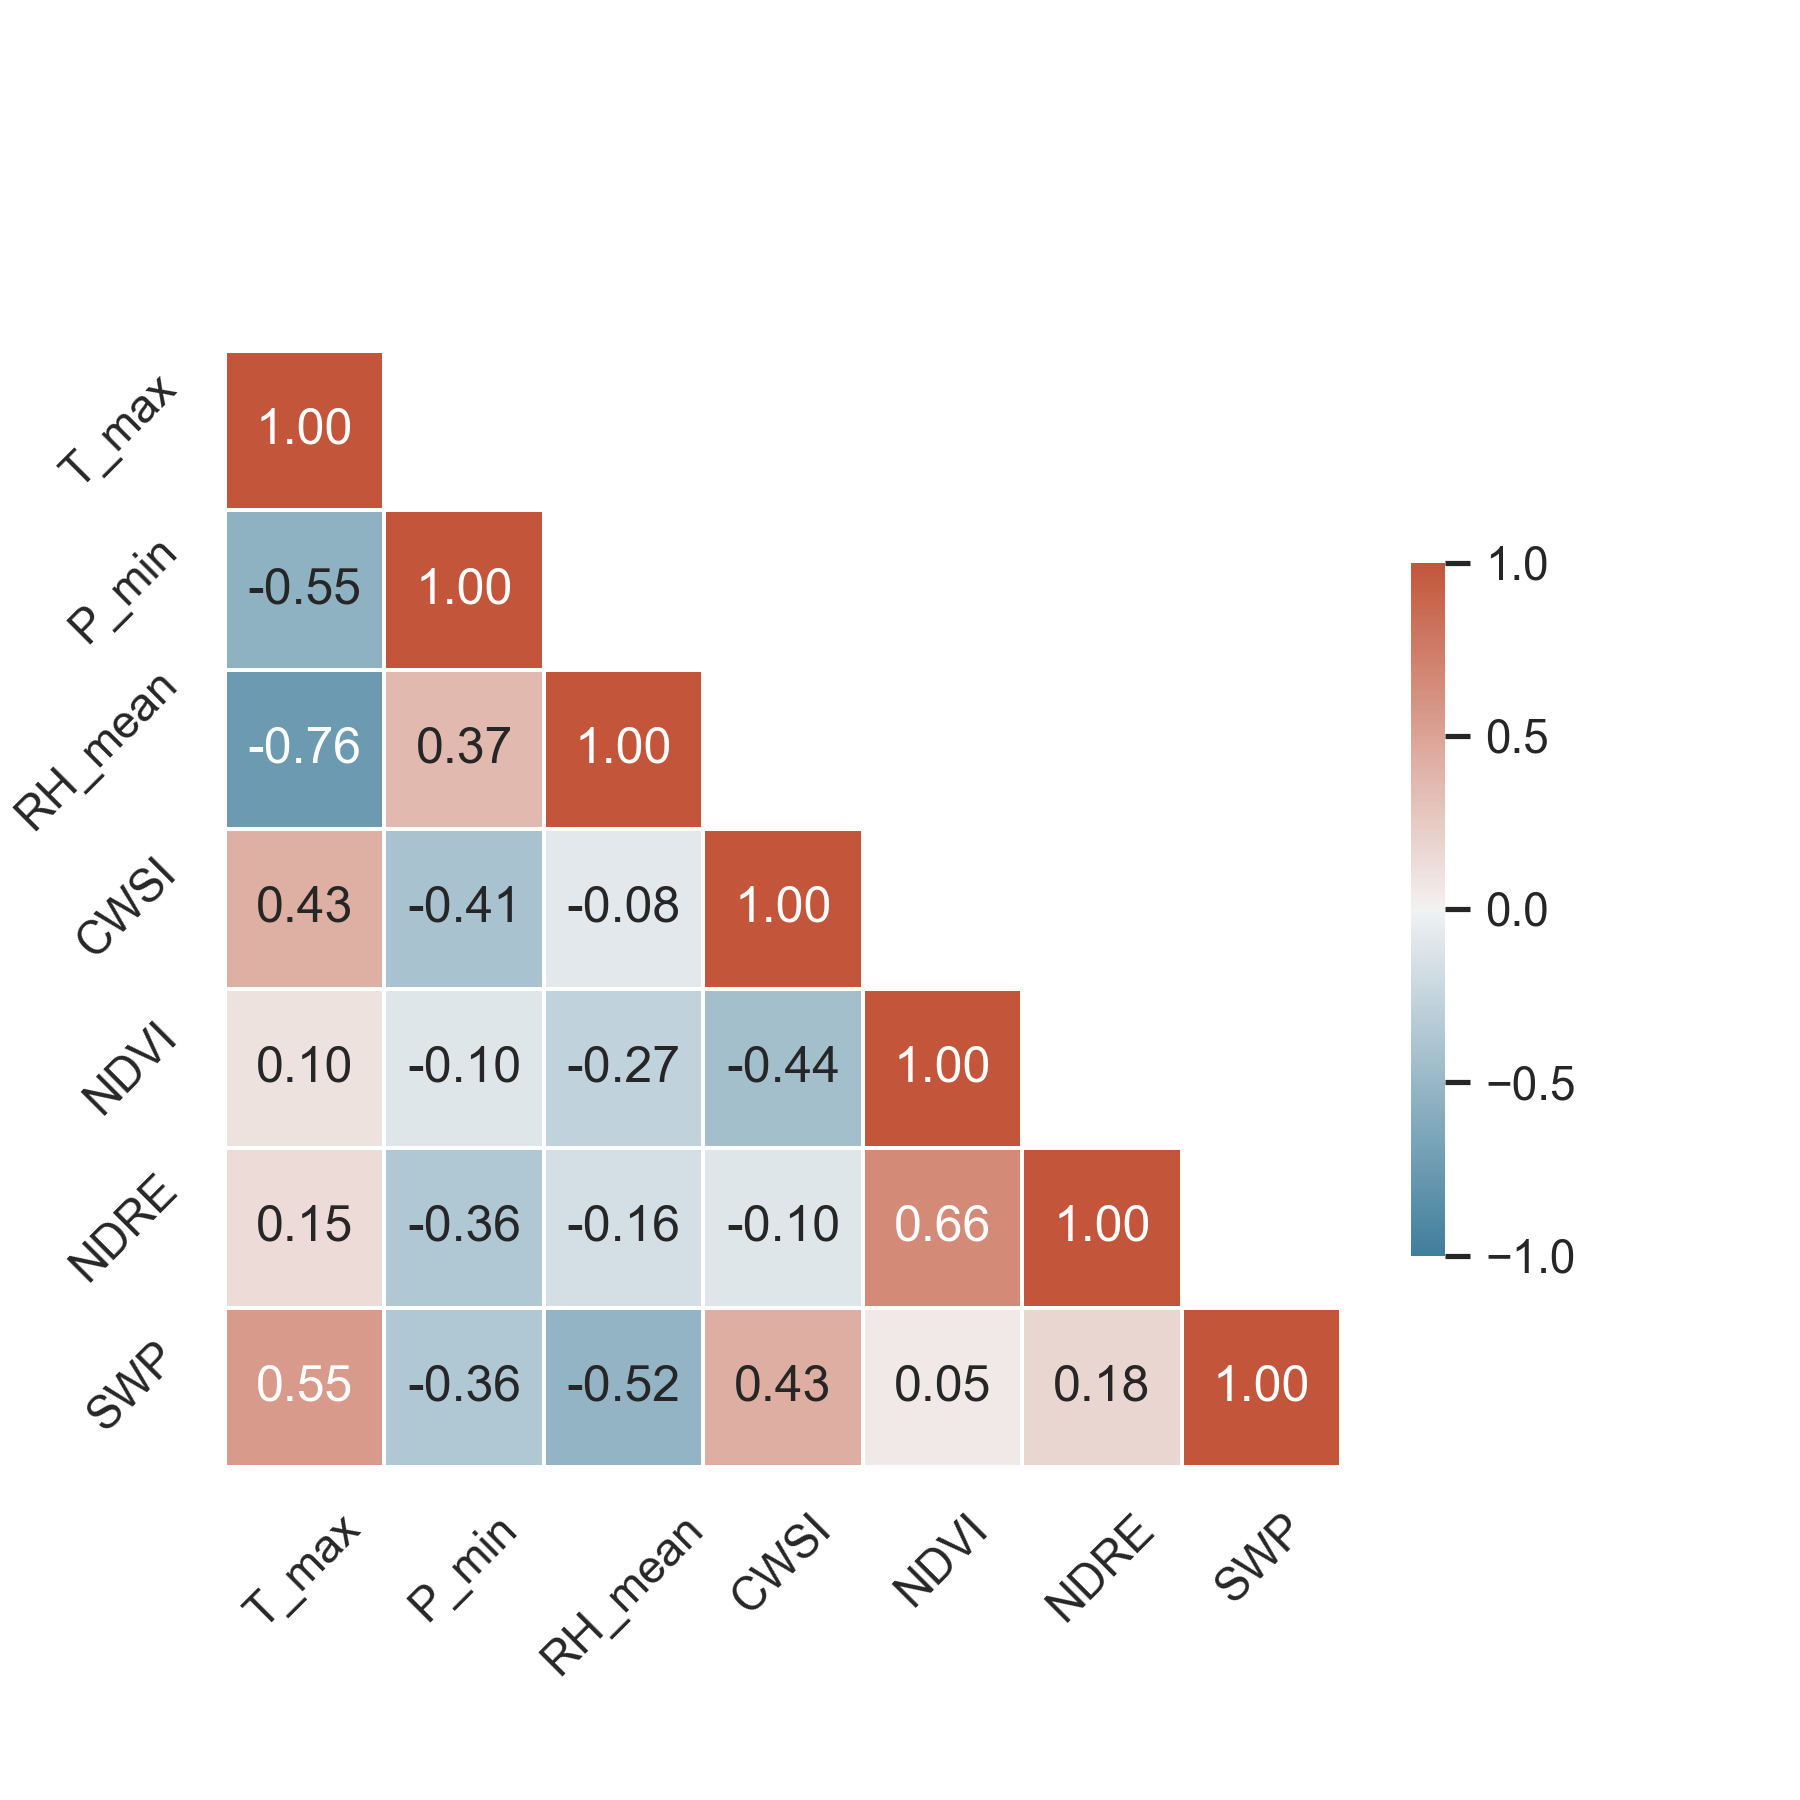 T_max 1.00
P_min -0.55 1.00
RH_mean -0.76 0.37 1.00
CWSI 0.43 -0.41 -0.08 1.00
NDVI 0.10 -0.10 -0.27 -0.44 1.00
NDRE 0.15 -0.36 -0.16 -0.10 0.66 1.00
SWP 0.55 -0.36 -0.52 0.43 0.05 0.18 1.00
T_max P_min RH_mean CWSI NDVI NDRE SWP
1.0
0.5
0.0
−0.5
−1.0